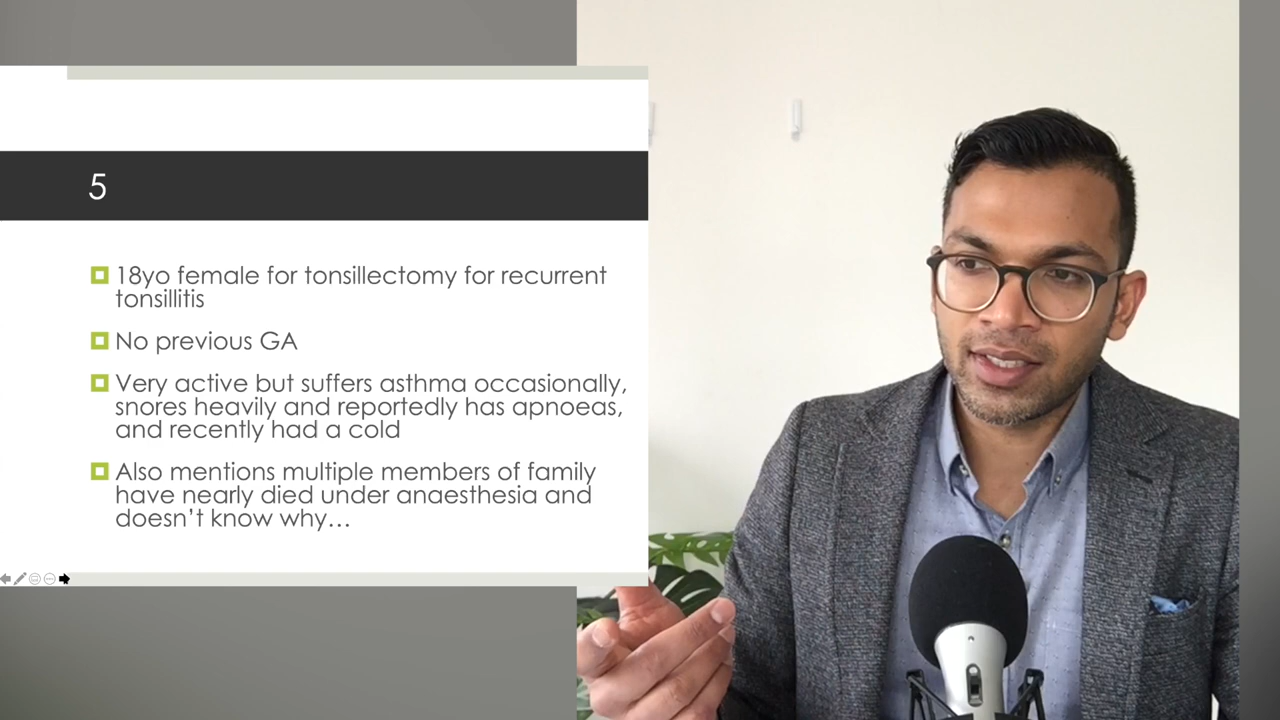 5
18yo female for tonsillectomy for recurrent
tonsillitis
No previous GA
Very active but suffers asthma occasionally,
snores heavily and reportedly has apnoeas,
and recently had a cold
Also mentions multiple members of family
have nearly died under anaesthesia and
doesn't know why…